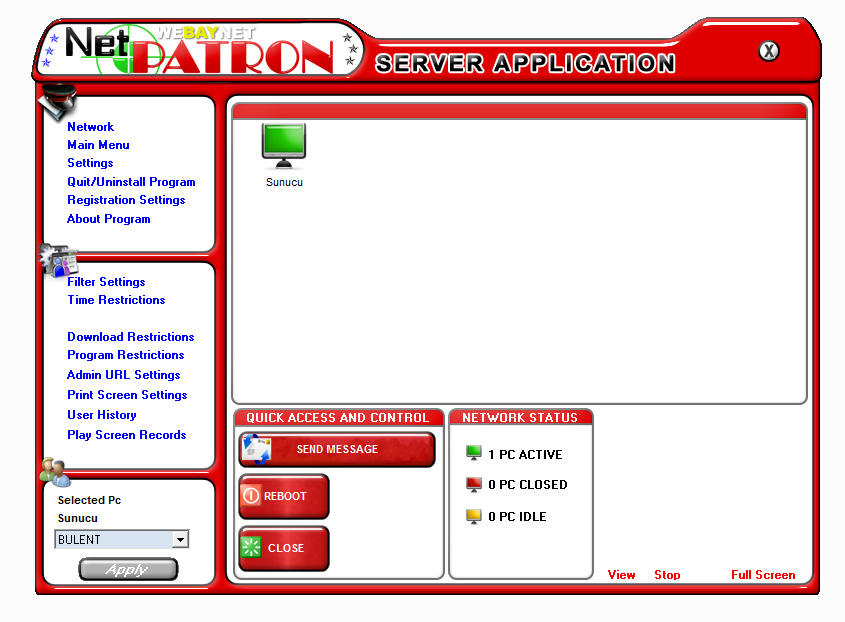 WEBAYNET
Net PATRON
SERVER APPLICATION
X
Network
Main Menu
Settings
Quit/Uninstall Program
Registration Settings
About Program
Sunucu
Filter Settings
Time Restrictions
Download Restrictions
Program Restrictions
Admin URL Settings
Print Screen Settings
User History
Play Screen Records
Selected Pc
Sunucu
BULENT
Apply
QUICK ACCESS AND CONTROL
SEND MESSAGE
REBOOT
CLOSE
NETWORK STATUS
1 PC ACTIVE
0 PC CLOSED
0 PC IDLE
View Stop Full Screen